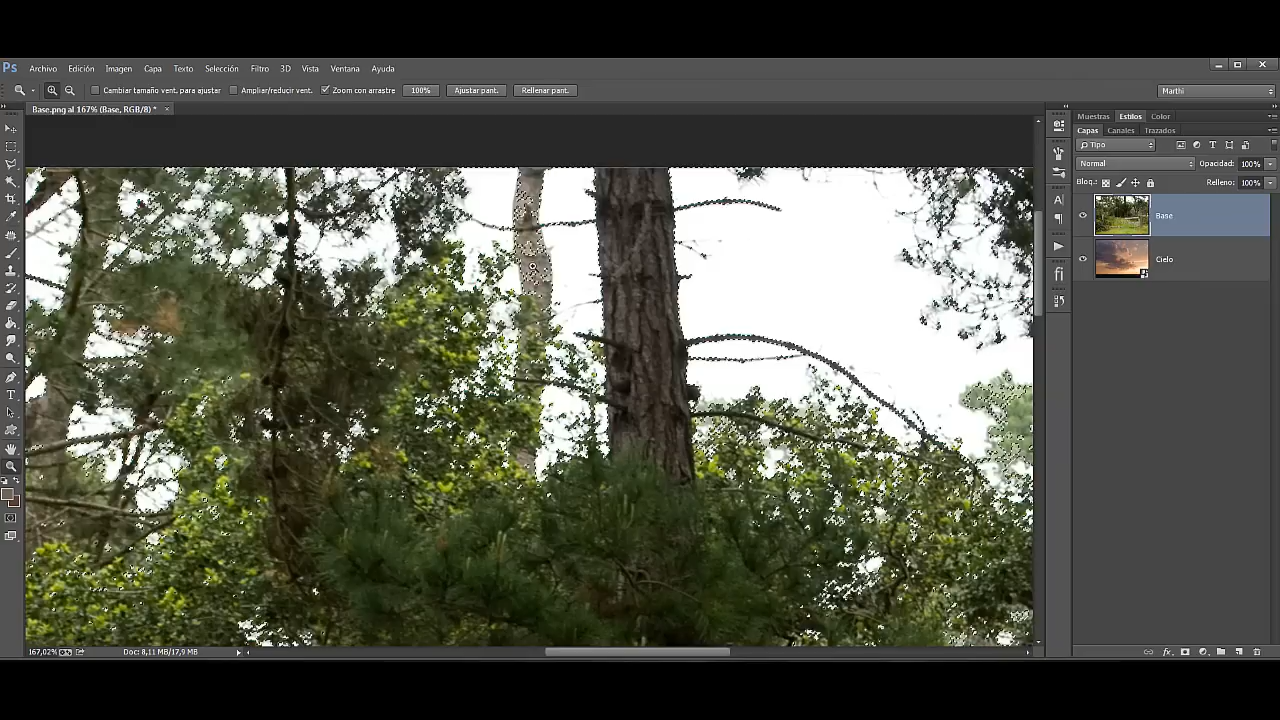 Ps Archivo Edición Imagen Capa Texto Selección Filtro 3D Vista Ventana Ayuda
Cambiar tamaño vent. para ajustar Ampliar/reducir vent. Zoom con arrastre 100% Ajustar pant. Rellenar pant. Marthi
Base.png al 167% (Base, RGB/8) * ×
Muestras Estilos Color
Capas Canales Trazados
Tipo
Normal Opacidad: 100%
Bloq.: Relleno: 100%
Base
Cielo
167,02% Doc: 8,11 MB/17,9 MB